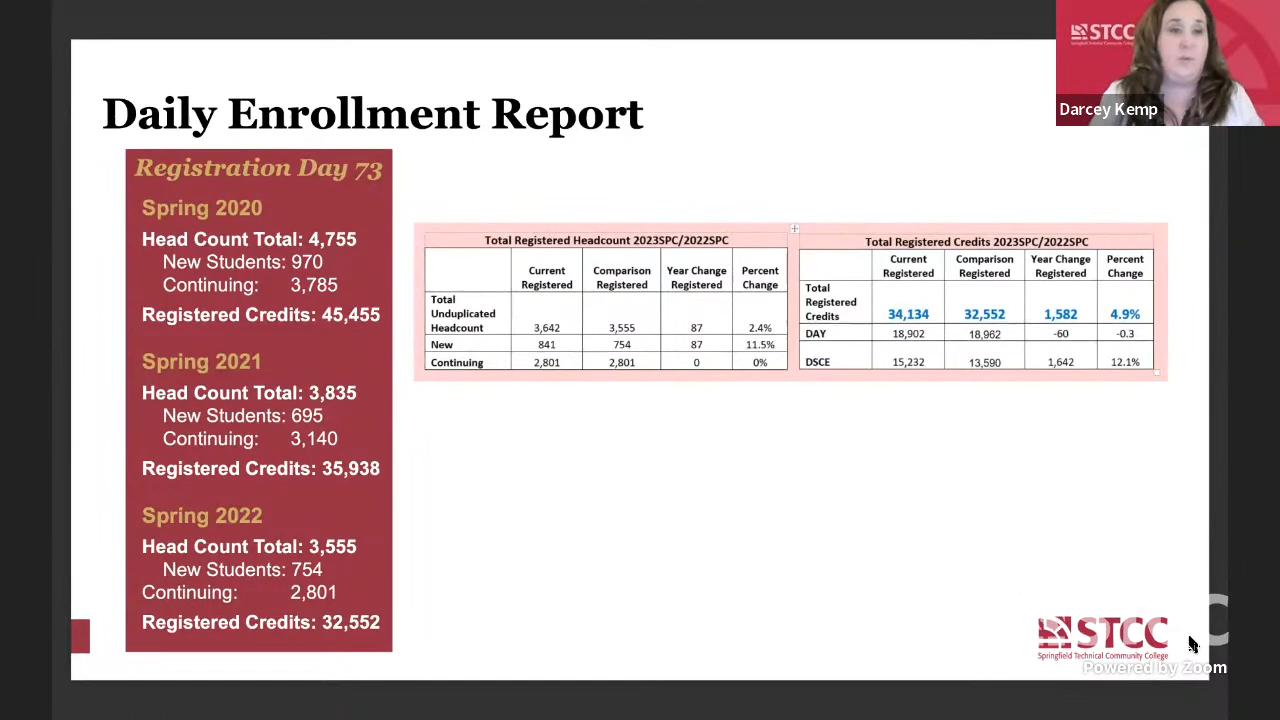 STCC
Springfield Technical Community College
Darcey Kemp
Daily Enrollment Report
Registration Day 73
Spring 2020
Head Count Total: 4,755
New Students: 970
Continuing: 3,785
Registered Credits: 45,455
Spring 2021
Head Count Total: 3,835
New Students: 695
Continuing: 3,140
Registered Credits: 35,938
Spring 2022
Head Count Total: 3,555
New Students: 754
Continuing: 2,801
Registered Credits: 32,552
Total Registered Headcount 2023SPC/2022SPC
Current Comparison Year Change Percent
Registered Registered Registered Change
Total
Unduplicated
Headcount 3,642 3,555 87 2.4%
New 841 754 87 11.5%
Continuing 2,801 2,801 0 0%
Total Registered Credits 2023SPC/2022SPC
Current Comparison Year Change Percent
Registered Registered Registered Change
Total
Registered
Credits 34,134 32,552 1,582 4.9%
DAY 18,902 18,962 -60 -0.3
DSCE 15,232 13,590 1,642 12.1%
STCC
Springfield Technical Community College
Powered by Zoom